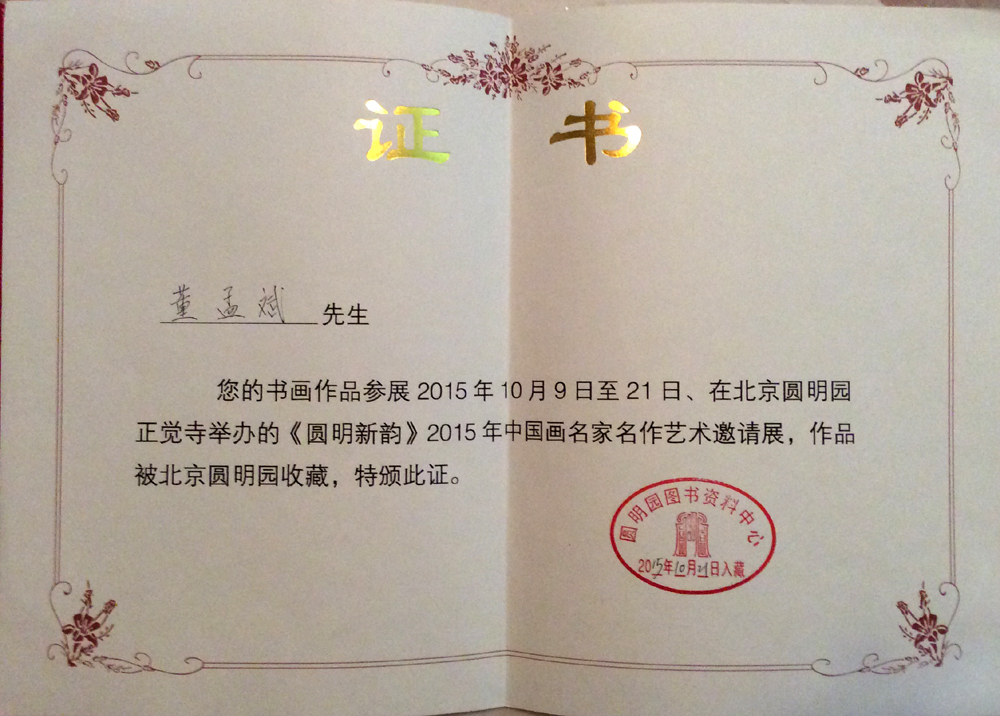 证书
董孟斌 先生
您的书画作品参展 2015 年 10 月 9 日至 21 日、在北京圆明园
正觉寺举办的《圆明新韵》2015 年中国画名家名作艺术邀请展，作品
被北京圆明园收藏，特颁此证。
圆明园图书资料中心
2015年10月21日入藏